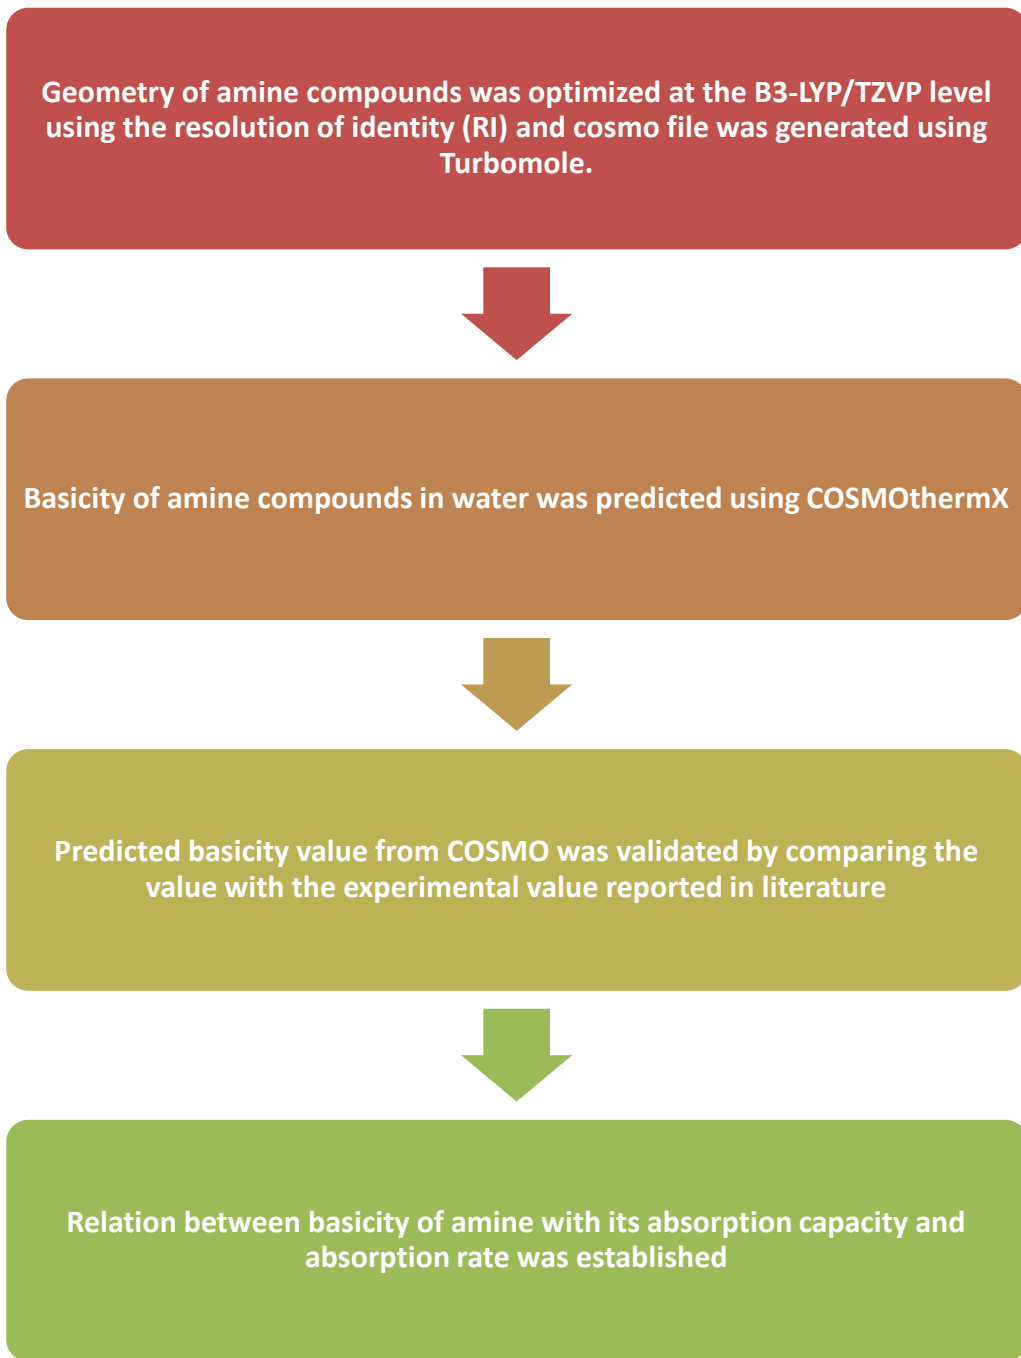 Geometry of amine compounds was optimized at the B3-LYP/TZVP level
using the resolution of identity (RI) and cosmo file was generated using
Turbomole.
Basicity of amine compounds in water was predicted using COSMOthermX
Predicted basicity value from COSMO was validated by comparing the
value with the experimental value reported in literature
Relation between basicity of amine with its absorption capacity and
absorption rate was established